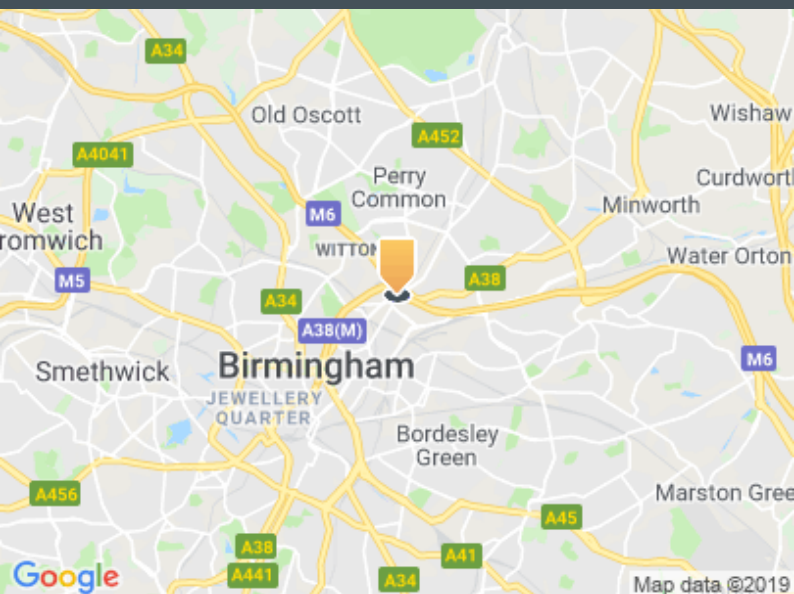 A34
Old Oscott
Wishaw
A452
A4041
Perry
Common
Curdworth
Minworth
M6
West
romwich
WITTON
Water Orton
M5
A38
A34
A38(M)
Birmingham
M6
Smethwick
JEWELLERY
QUARTER
Bordesley
Green
A456
Marston Gree
A45
A38
A41
A441
A34
Google
Map data ©2019